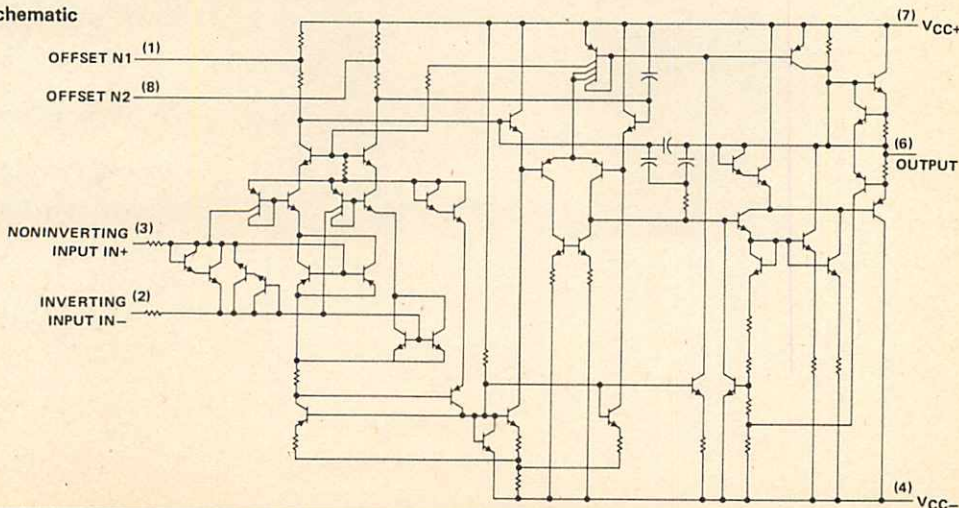 chematic
(7) VCC+
OFFSET N1 (1)
OFFSET N2 (8)
(6)
OUTPUT
NONINVERTING (3)
INPUT IN+
INVERTING (2)
INPUT IN−
(4) VCC−